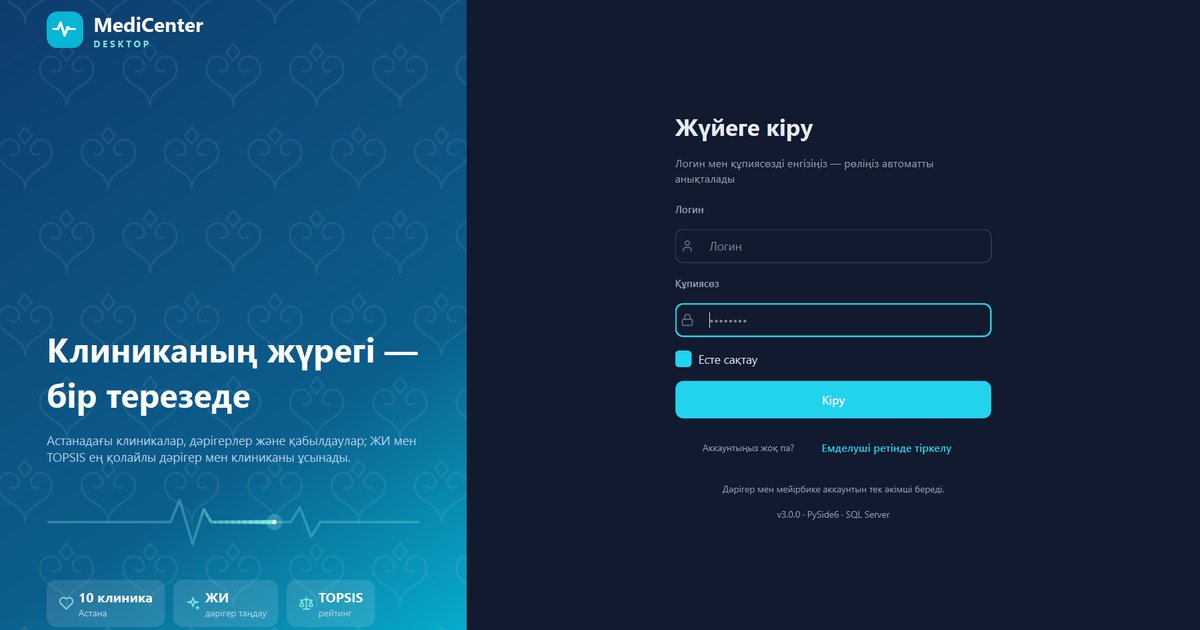 MediCenter
DESKTOP
Клиниканың жүрегі —
бір терезеде
Астанадағы клиникалар, дәрігерлер және қабылдаулар; ЖИ мен
TOPSIS ең қолайлы дәрігер мен клиниканы ұсынады.
10 клиника
Астана
ЖИ
дәрігер таңдау
TOPSIS
рейтинг
Жүйеге кіру
Логин мен құпиясөзді енгізіңіз — рөліңіз автоматты
анықталады
Логин
Логин
Құпиясөз
••••••••
Есте сақтау
Кіру
Аккаунтыңыз жоқ па? Емделуші ретінде тіркелу
Дәрігер мен мейірбике аккаунтын тек әкімші береді.
v3.0.0 · PySide6 · SQL Server